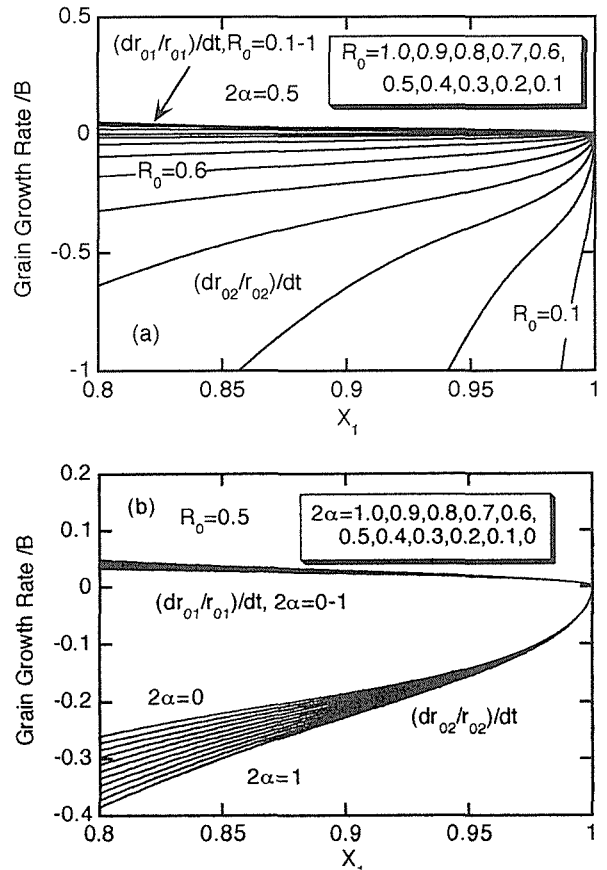 0.5
(dr₀₁/r₀₁)/dt,R₀=0.1-1
R₀=1.0,0.9,0.8,0.7,0.6,
0.5,0.4,0.3,0.2,0.1
2α=0.5
0
R₀=0.6
Grain Growth Rate /B
-0.5
(dr₀₂/r₀₂)/dt
R₀=0.1
(a)
-1
0.8 0.85 0.9 0.95 1
X₁
0.2
(b)
R₀=0.5
2α=1.0,0.9,0.8,0.7,0.6,
0.5,0.4,0.3,0.2,0.1,0
0.1
0
(dr₀₁/r₀₁)/dt, 2α=0-1
Grain Growth Rate /B
-0.1
2α=0
-0.2
(dr₀₂/r₀₂)/dt
-0.3
2α=1
-0.4
0.8 0.85 0.9 0.95 1
X₁